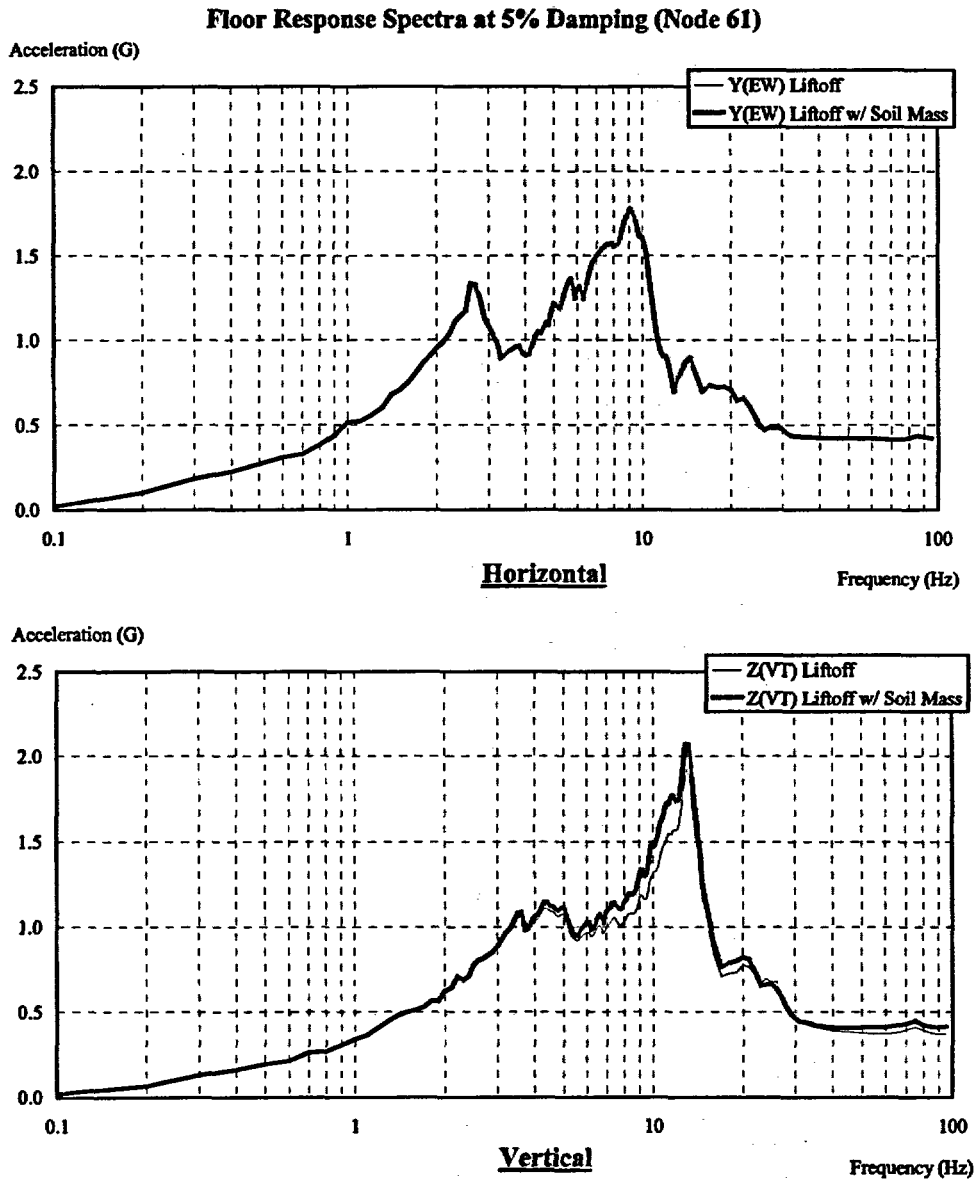 Floor Response Spectra at 5% Damping (Node 61)
Acceleration (G)
2.5
2.0
1.5
1.0
0.5
0.0
Y(EW) Liftoff
Y(EW) Liftoff w/ Soil Mass
0.1
1
10
100
Horizontal
Frequency (Hz)
Acceleration (G)
2.5
2.0
1.5
1.0
0.5
0.0
Z(VT) Liftoff
Z(VT) Liftoff w/ Soil Mass
0.1
1
10
100
Vertical
Frequency (Hz)